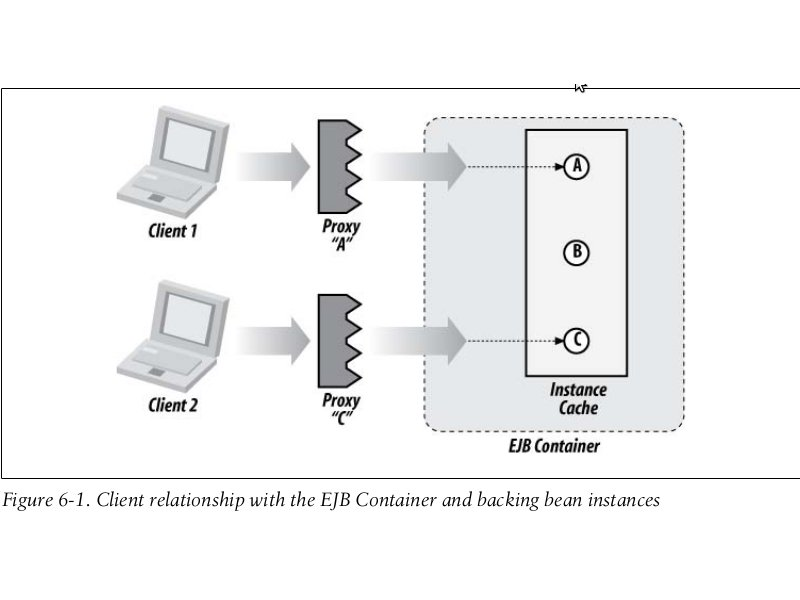 Client 1
Proxy
"A"
A
B
Client 2
Proxy
"C"
C
Instance
Cache
EJB Container
Figure 6-1. Client relationship with the EJB Container and backing bean instances